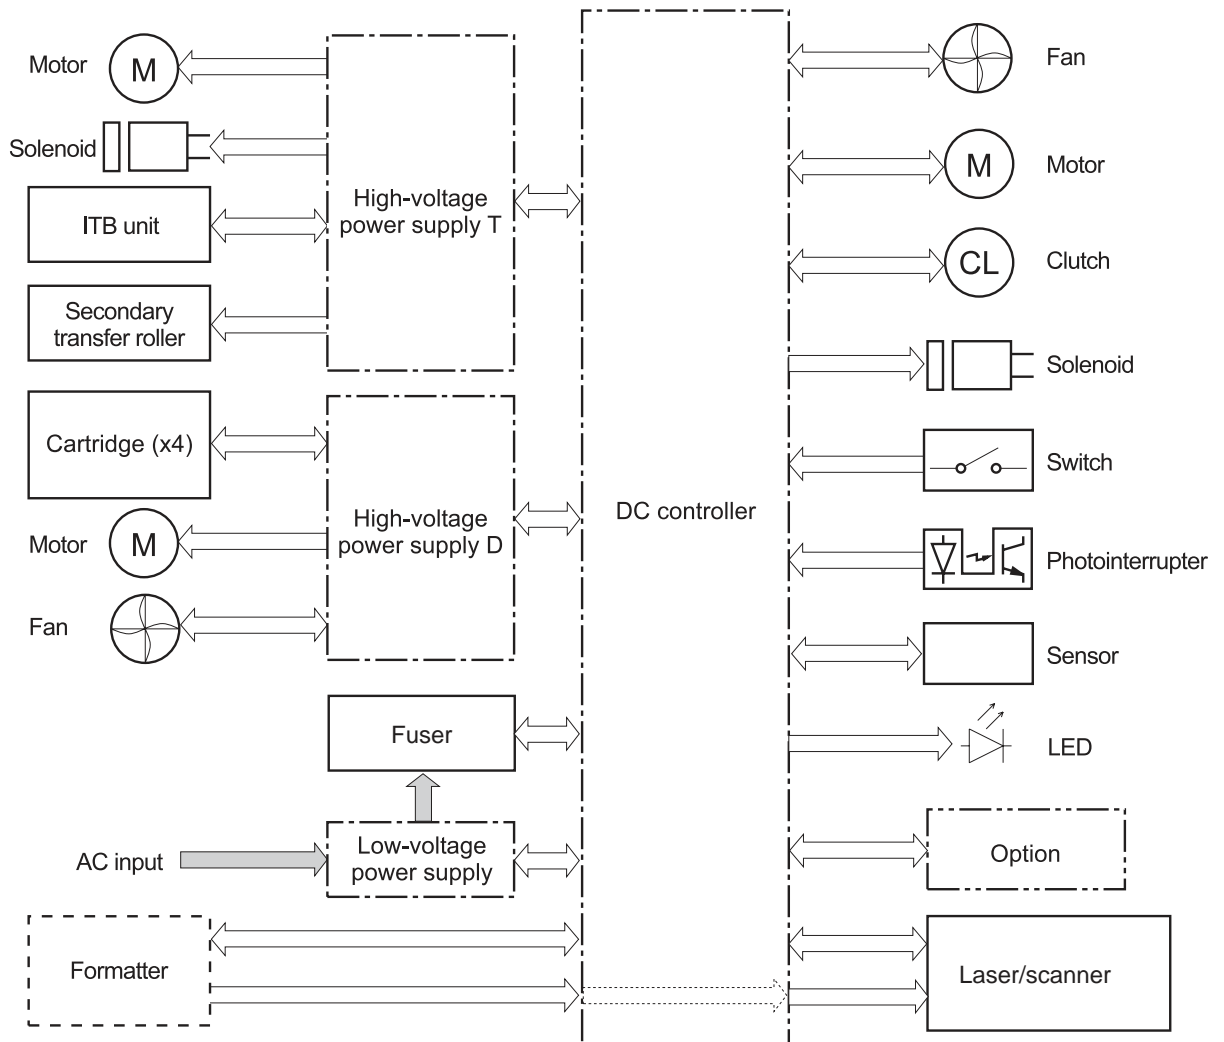 Motor
M
Solenoid
ITB unit
Secondary
transfer roller
High-voltage
power supply T
Cartridge (x4)
Motor
M
Fan
High-voltage
power supply D
Fuser
AC input
Low-voltage
power supply
Formatter
DC controller
Fan
M
Motor
CL
Clutch
Solenoid
Switch
Photointerrupter
Sensor
LED
Option
Laser/scanner